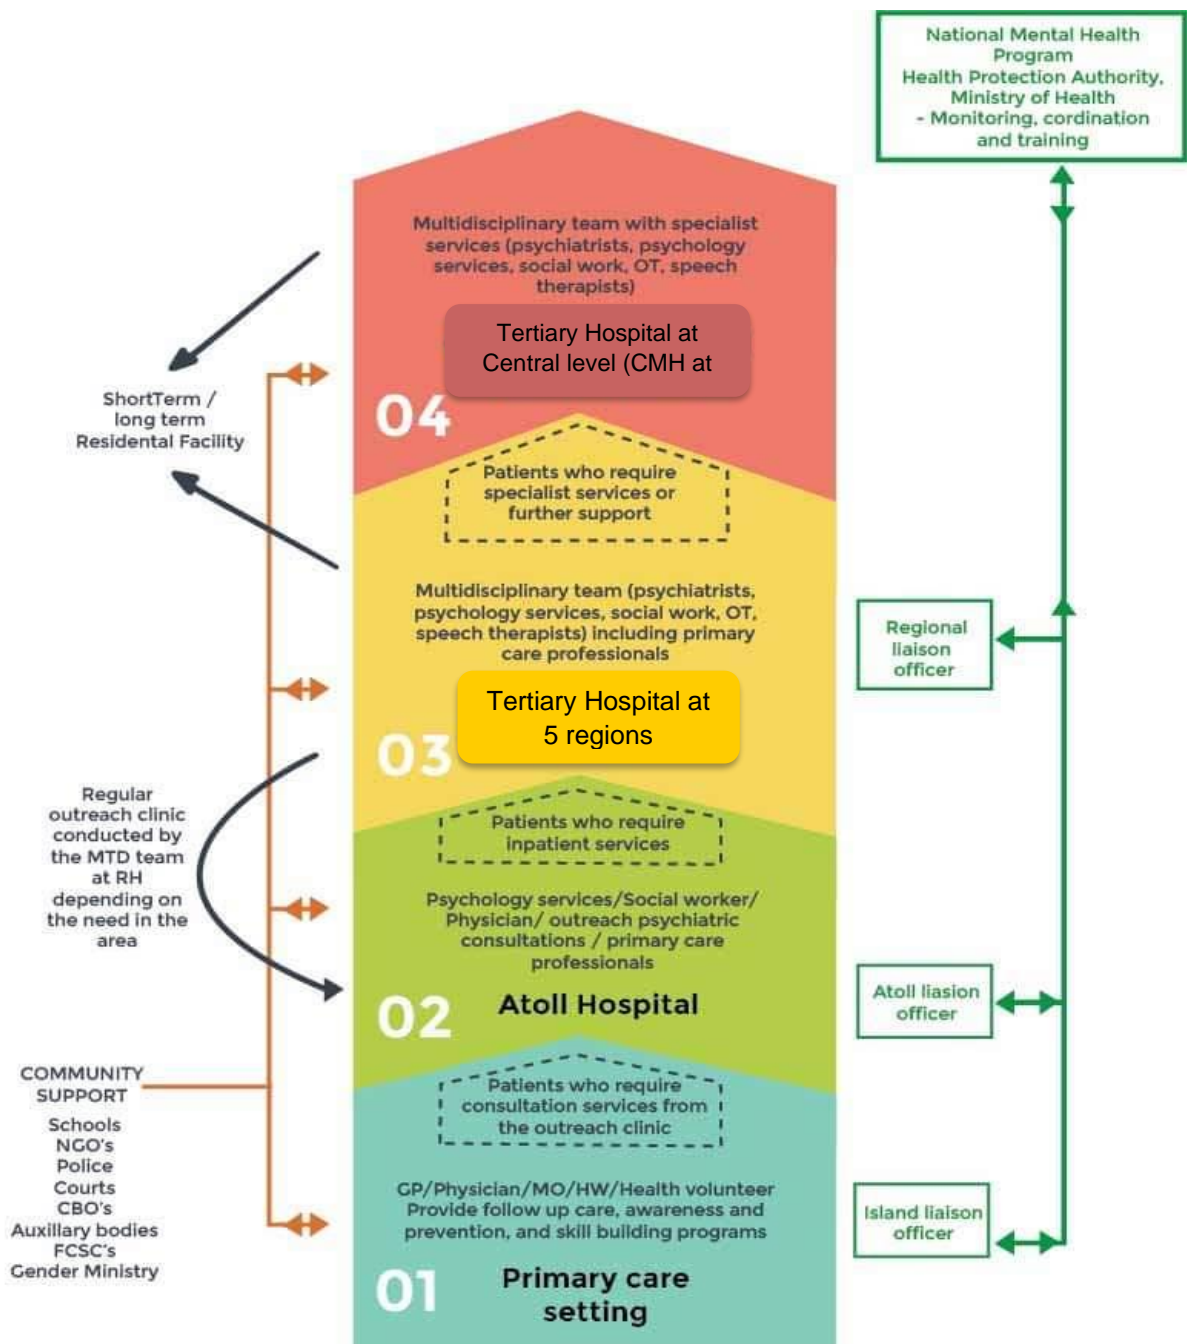 National Mental Health
Program
Health Protection Authority,
Ministry of Health
- Monitoring, cordination
and training
Multidisciplinary team with specialist
services (psychiatrists, psychology
services, social work, OT, speech
therapists)
Tertiary Hospital at
Central level (CMH at
04
ShortTerm /
long term
Residental Facility
Patients who require
specialist services or
further support
Multidisciplinary team (psychiatrists,
psychology services, social work, OT,
speech therapists) including primary
care professionals
Regional
liaison
officer
Tertiary Hospital at
5 regions
03
Regular
outreach clinic
conducted by
the MTD team
at RH
depending on
the need in the
area
Patients who require
inpatient services
Psychology services/Social worker/
Physician/ outreach psychiatric
consultations / primary care
professionals
Atoll Hospital
02
Atoll liasion
officer
COMMUNITY
SUPPORT
Schools
NGO's
Police
Courts
CBO's
Auxillary bodies
FCSC's
Gender Ministry
Patients who require
consultation services from
the outreach clinic
GP/Physician/MO/HW/Health volunteer
Provide follow up care, awareness and
prevention, and skill building programs
Island liaison
officer
01
Primary care
setting